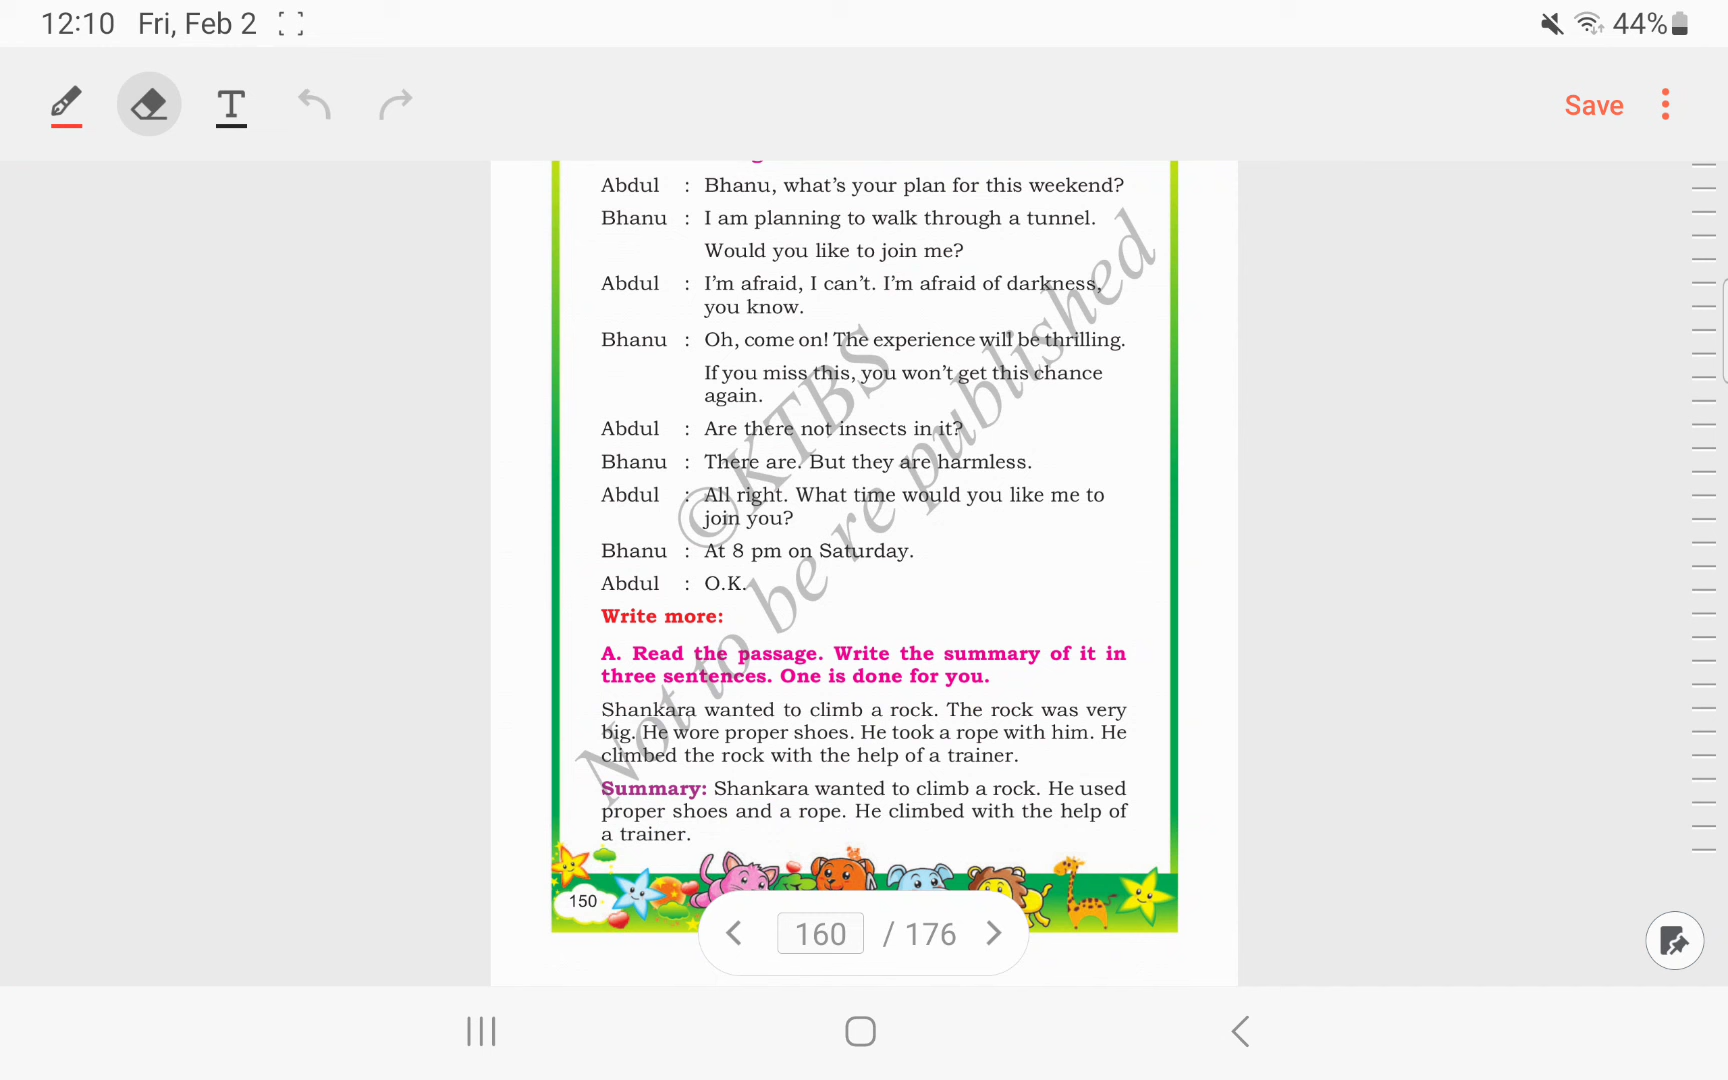 12:10 Fri, Feb 2 44%
T Save
Abdul : Bhanu, what's your plan for this weekend?
Bhanu : I am planning to walk through a tunnel.
Would you like to join me?
Abdul : I'm afraid, I can't. I'm afraid of darkness,
you know.
Bhanu : Oh, come on! The experience will be thrilling.
If you miss this, you won't get this chance
again.
Abdul : Are there not insects in it?
Bhanu : There are. But they are harmless.
Abdul : All right. What time would you like me to
join you?
Bhanu : At 8 pm on Saturday.
Abdul : O.K.
Write more:
A. Read the passage. Write the summary of it in
three sentences. One is done for you.
Shankara wanted to climb a rock. The rock was very
big. He wore proper shoes. He took a rope with him. He
climbed the rock with the help of a trainer.
Summary: Shankara wanted to climb a rock. He used
proper shoes and a rope. He climbed with the help of
a trainer.
©KTBS
Not to be re published
150
160 / 176